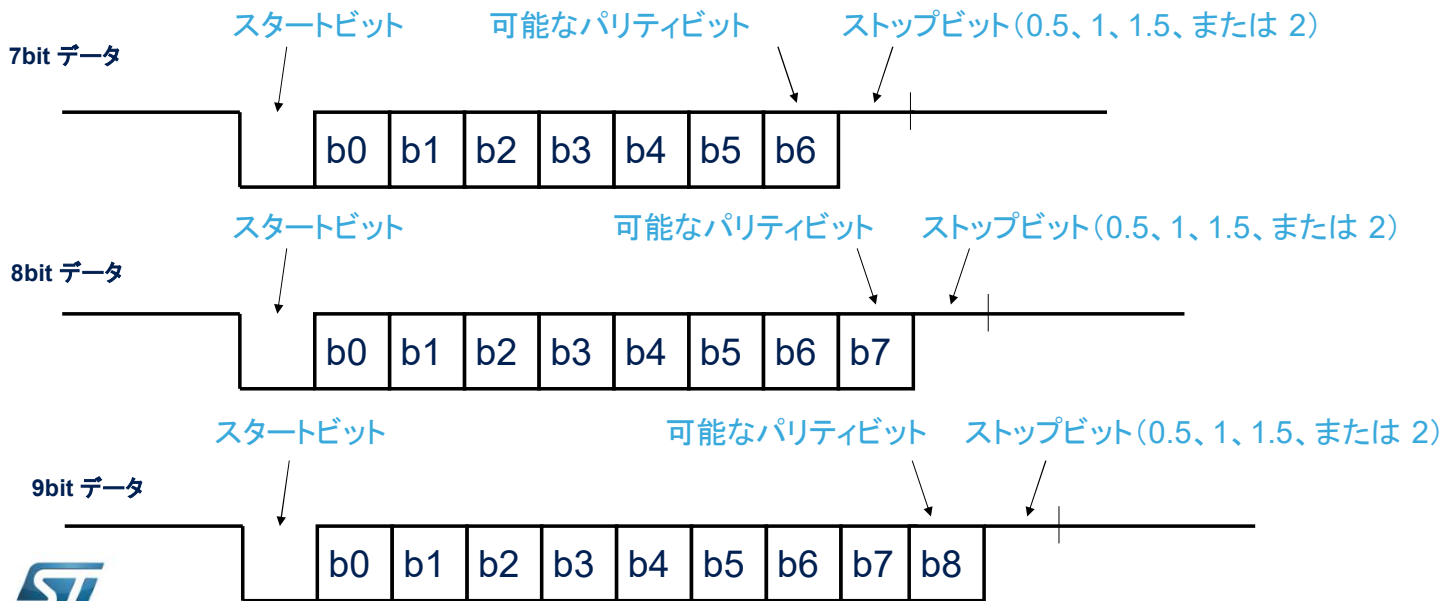 スタートビット 可能なパリティビット ストップビット（0.5、1、1.5、または 2）
7bit データ
b0 b1 b2 b3 b4 b5 b6
スタートビット 可能なパリティビット ストップビット（0.5、1、1.5、または 2）
8bit データ
b0 b1 b2 b3 b4 b5 b6 b7
スタートビット 可能なパリティビット ストップビット（0.5、1、1.5、または 2）
9bit データ
b0 b1 b2 b3 b4 b5 b6 b7 b8
ST